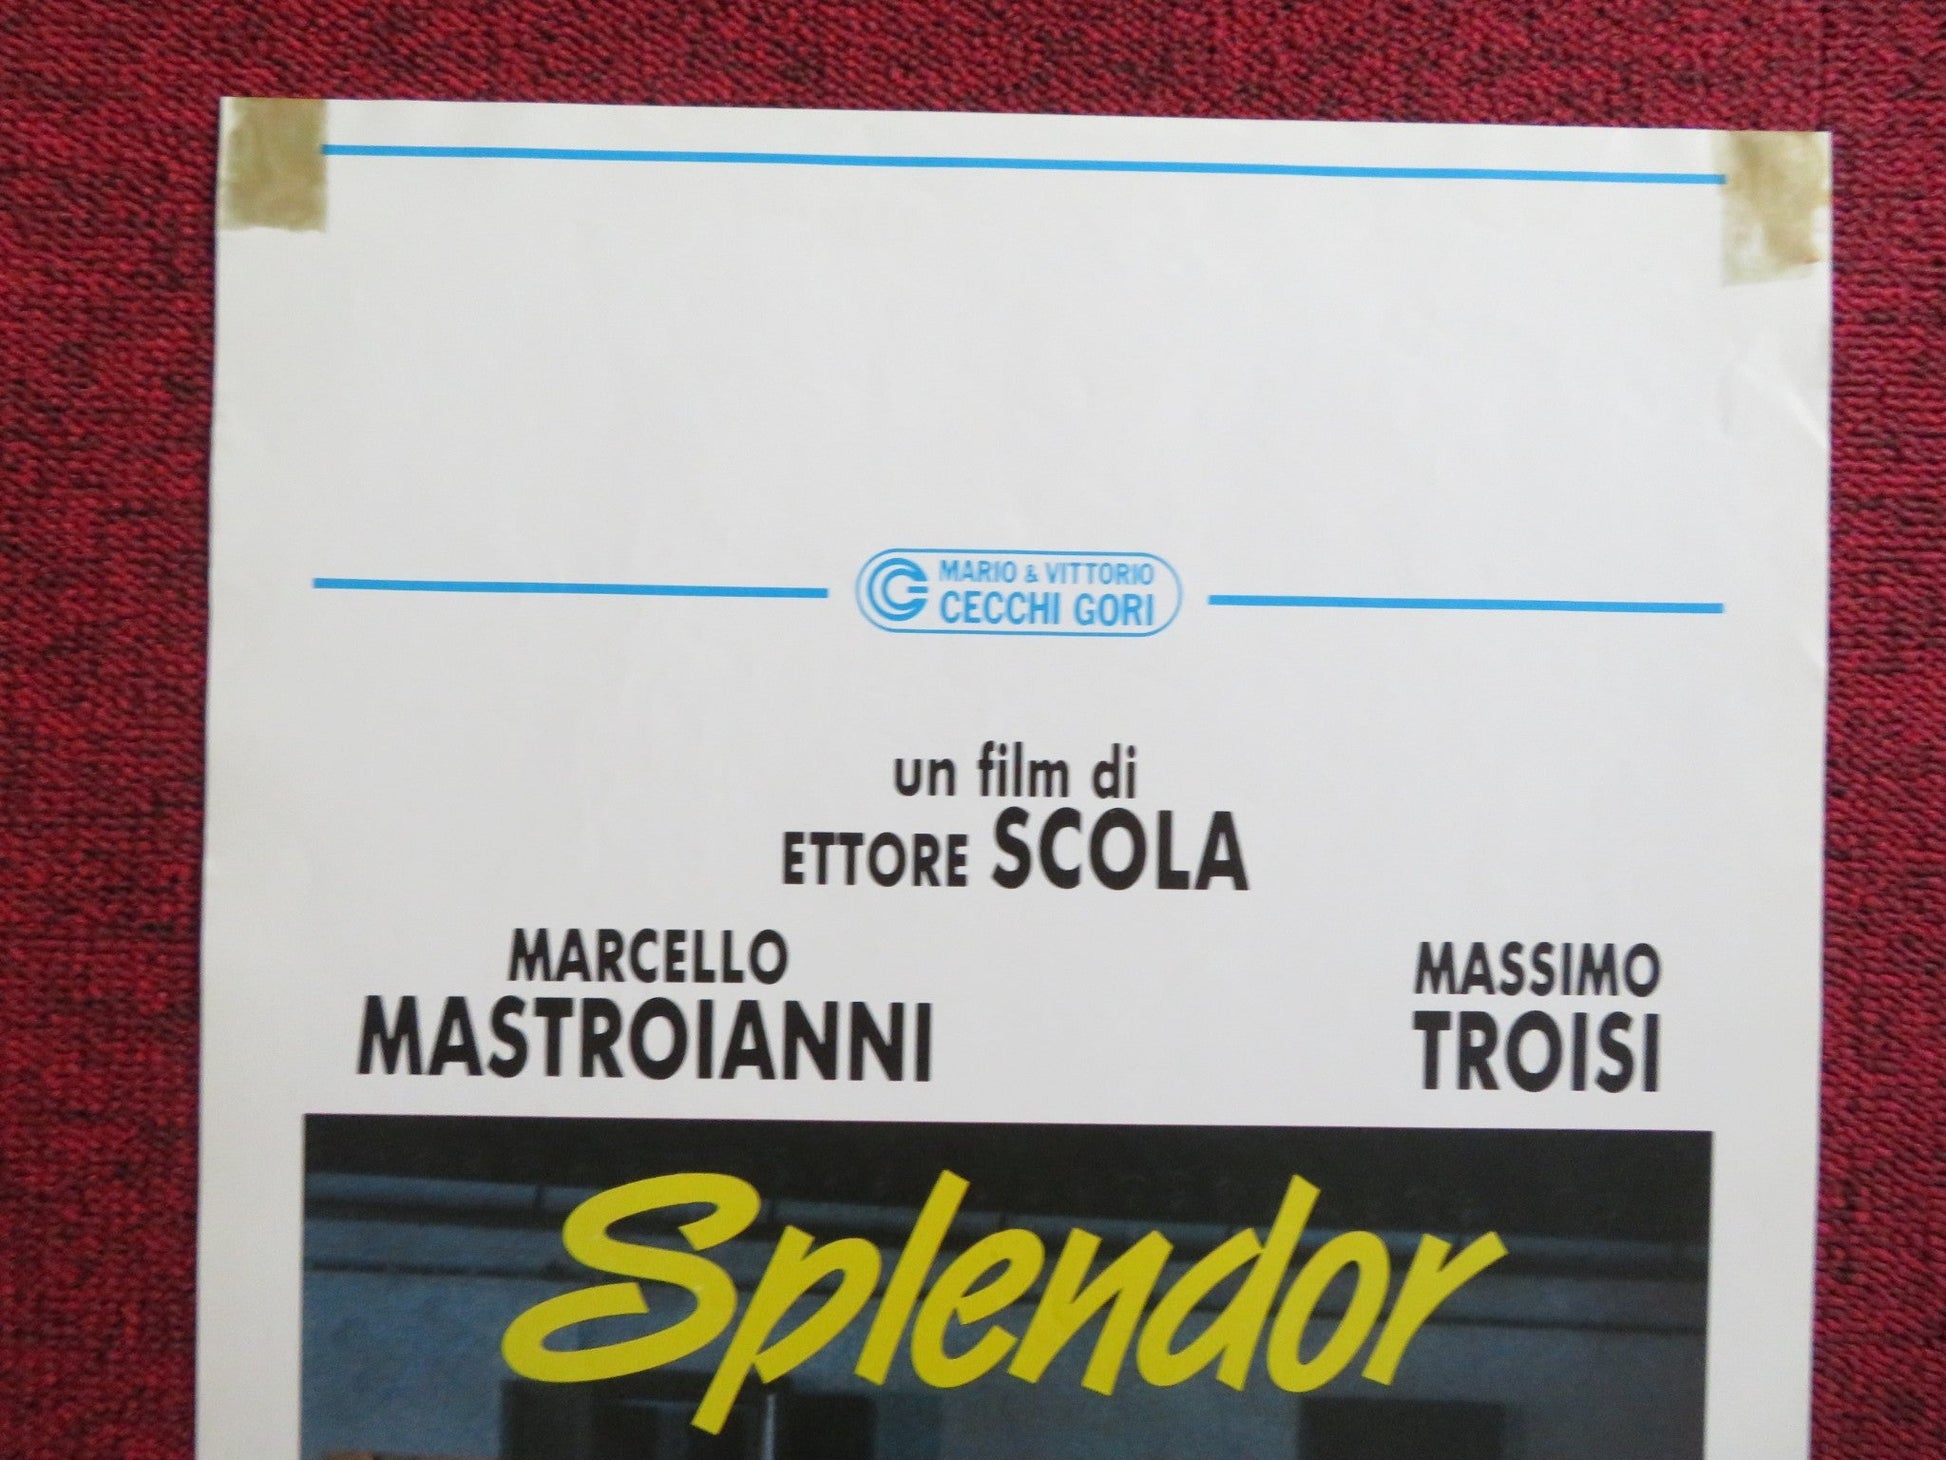 MARIO & VITTORIO
CECCHI GORI
un film di
ETTORE SCOLA
MARCELLO
MASTROIANNI
MASSIMO
TROISI
Splendor